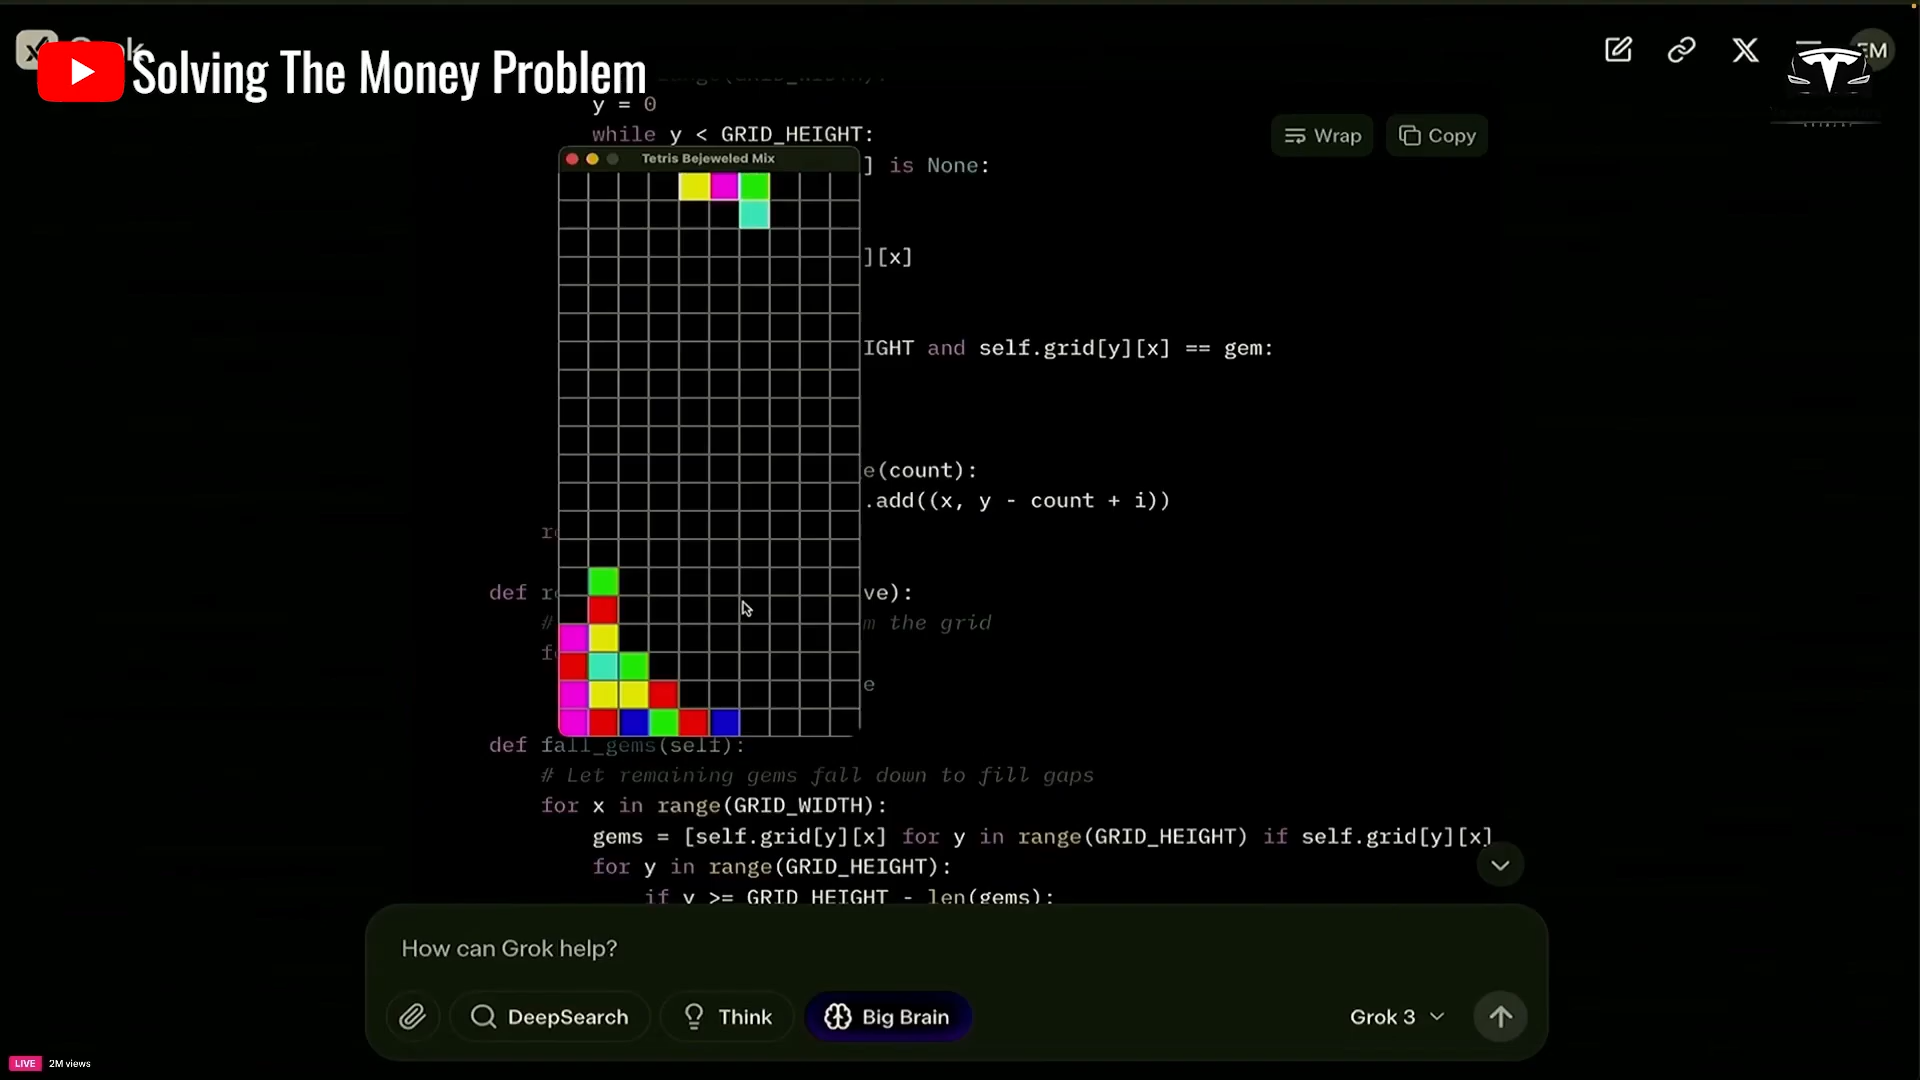 Solving The Money Problem
EM
y = 0
while y < GRID_HEIGHT:
Wrap
Copy
Tetris Bejeweled Mix
] is None:
][x]
IGHT and self.grid[y][x] == gem:
e(count):
.add((x, y - count + i))
def
ve):
#
m the grid
e
def fall_gems(self):
# Let remaining gems fall down to fill gaps
for x in range(GRID_WIDTH):
gems = [self.grid[y][x] for y in range(GRID_HEIGHT) if self.grid[y][x]
for y in range(GRID_HEIGHT):
if y >= GRID_HEIGHT - len(gems):
How can Grok help?
DeepSearch
Think
Big Brain
Grok 3
LIVE
2M views